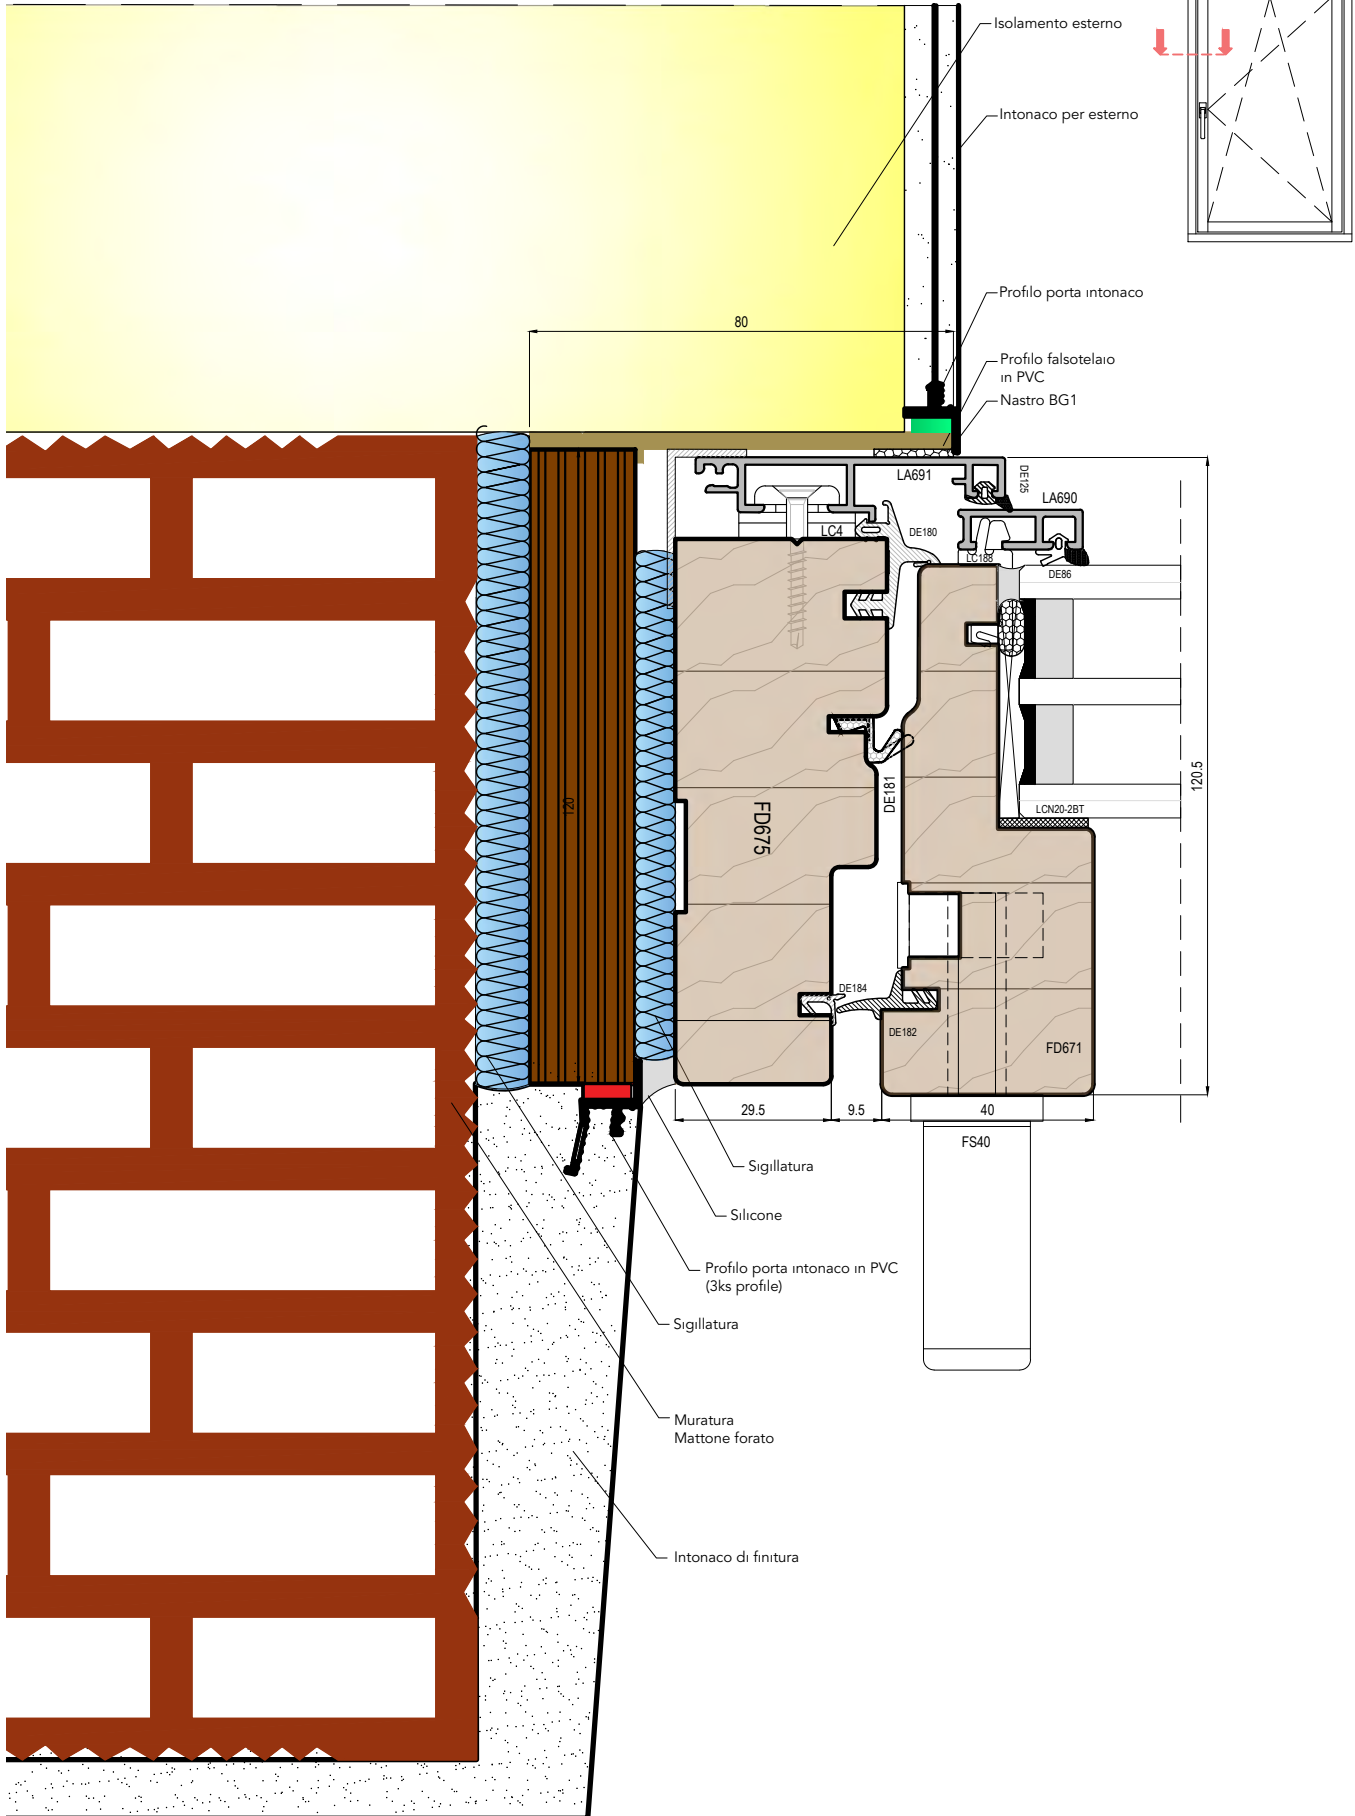 Isolamento esterno
Intonaco per esterno
Profilo porta intonaco
80
Profilo falsotelaio
in PVC
Nastro BG1
LA691
DE125
LA690
LC4
DE180
LC188
DE86
120.5
120
FD675
DE181
LCN20-2BT
DE184
DE182
FD671
29.5
9.5
40
FS40
Sigillatura
Silicone
Profilo porta intonaco in PVC
(3ks profile)
Sigillatura
Muratura
Mattone forato
Intonaco di finitura